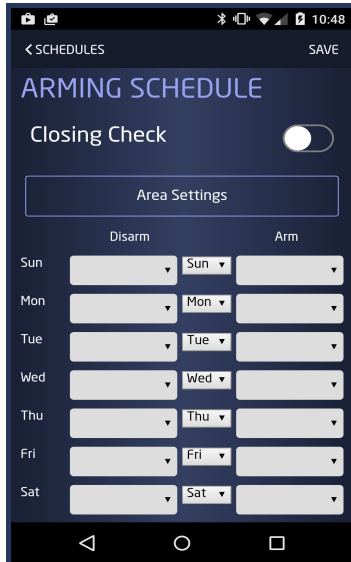 10:48
SCHEDULES
SAVE
ARMING SCHEDULE
Closing Check
Area Settings
Disarm Arm
Sun Sun
Mon Mon
Tue Tue
Wed Wed
Thu Thu
Fri Fri
Sat Sat